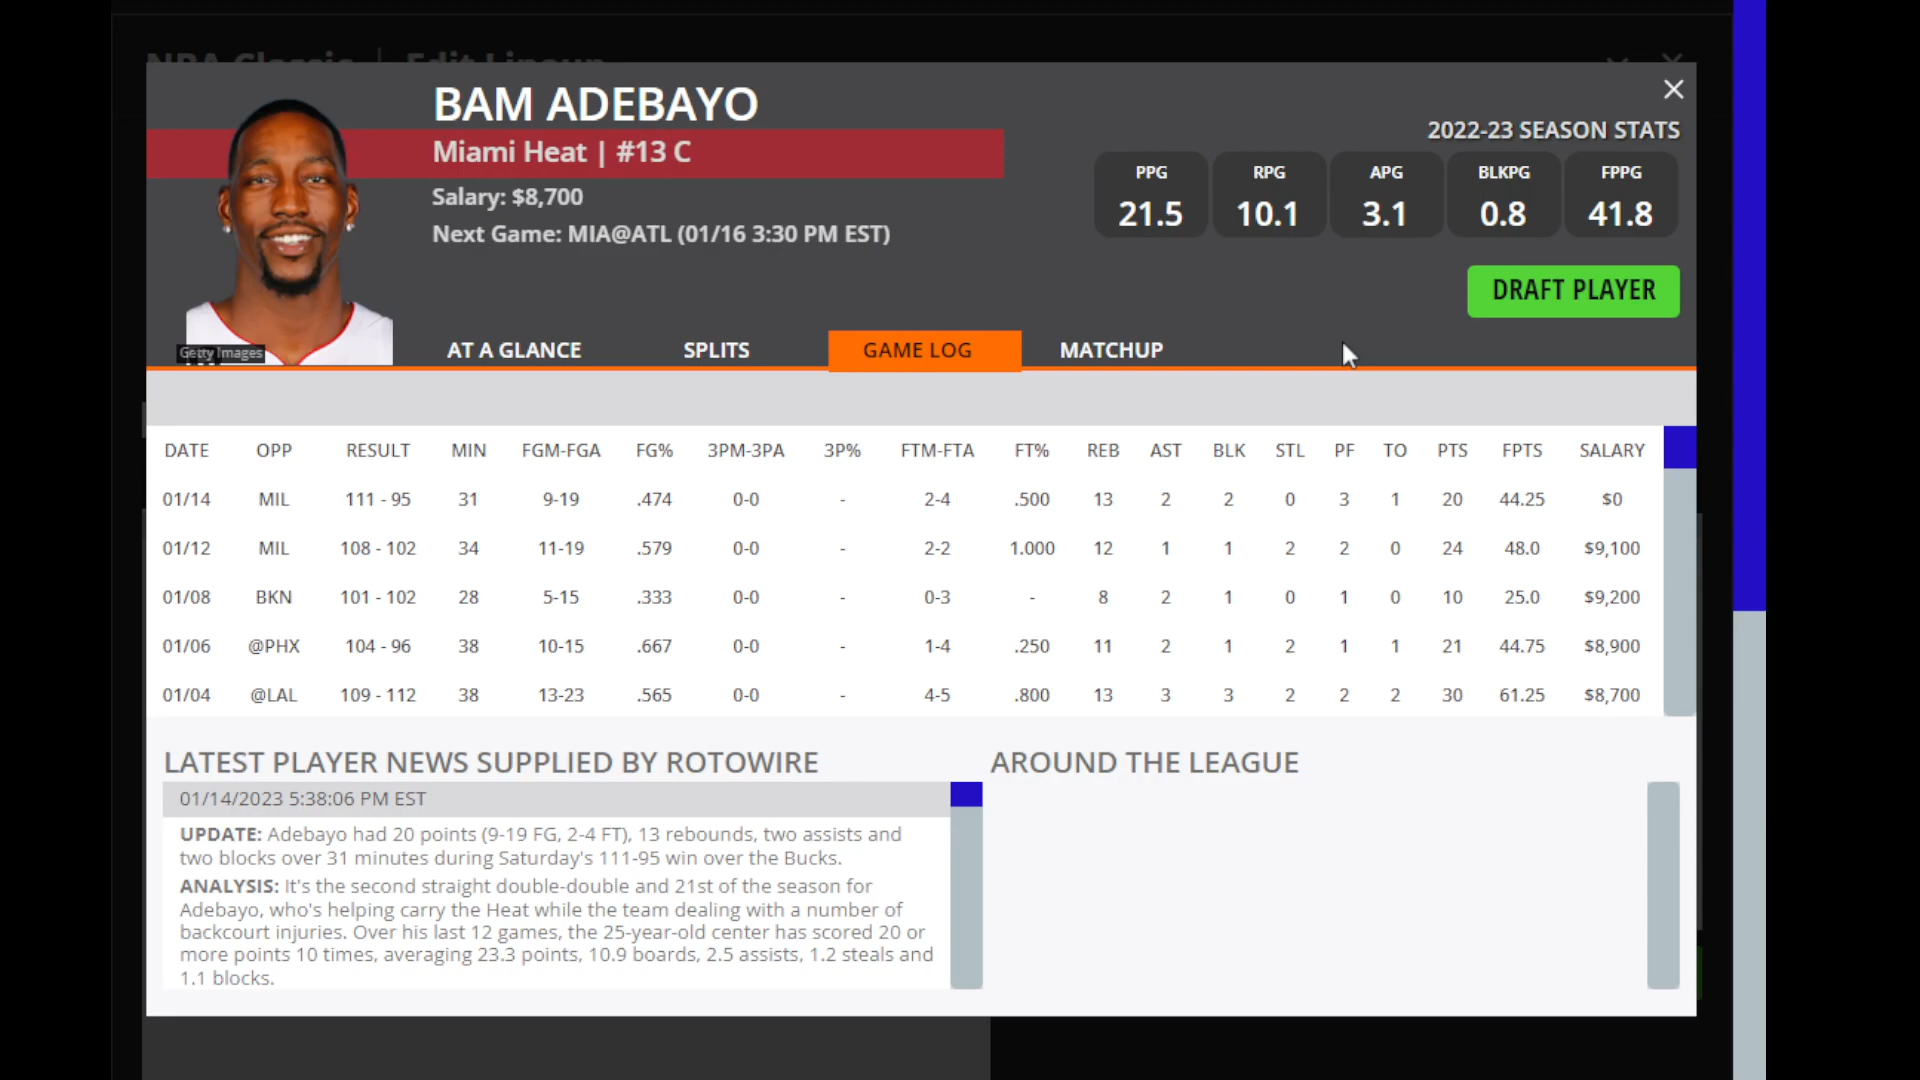 NBA Classic | Edit Lineup
BAM ADEBAYO
Miami Heat | #13 C
Salary: $8,700
Next Game: MIA@ATL (01/16 3:30 PM EST)
2022-23 SEASON STATS
PPG RPG APG BLKPG FPPG
21.5 10.1 3.1 0.8 41.8
DRAFT PLAYER
Getty Images
AT A GLANCE SPLITS GAME LOG MATCHUP
DATE OPP RESULT MIN FGM-FGA FG% 3PM-3PA 3P% FTM-FTA FT% REB AST BLK STL PF TO PTS FPTS SALARY
01/14 MIL 111 - 95 31 9-19 .474 0-0 - 2-4 .500 13 2 2 0 3 1 20 44.25 $0
01/12 MIL 108 - 102 34 11-19 .579 0-0 - 2-2 1.000 12 1 1 2 2 0 24 48.0 $9,100
01/08 BKN 101 - 102 28 5-15 .333 0-0 - 0-3 - 8 2 1 0 1 0 10 25.0 $9,200
01/06 @PHX 104 - 96 38 10-15 .667 0-0 - 1-4 .250 11 2 1 2 1 1 21 44.75 $8,900
01/04 @LAL 109 - 112 38 13-23 .565 0-0 - 4-5 .800 13 3 3 2 2 2 30 61.25 $8,700
LATEST PLAYER NEWS SUPPLIED BY ROTOWIRE
01/14/2023 5:38:06 PM EST
UPDATE: Adebayo had 20 points (9-19 FG, 2-4 FT), 13 rebounds, two assists and
two blocks over 31 minutes during Saturday's 111-95 win over the Bucks.
ANALYSIS: It's the second straight double-double and 21st of the season for
Adebayo, who's helping carry the Heat while the team dealing with a number of
backcourt injuries. Over his last 12 games, the 25-year-old center has scored 20 or
more points 10 times, averaging 23.3 points, 10.9 boards, 2.5 assists, 1.2 steals and
1.1 blocks.
AROUND THE LEAGUE